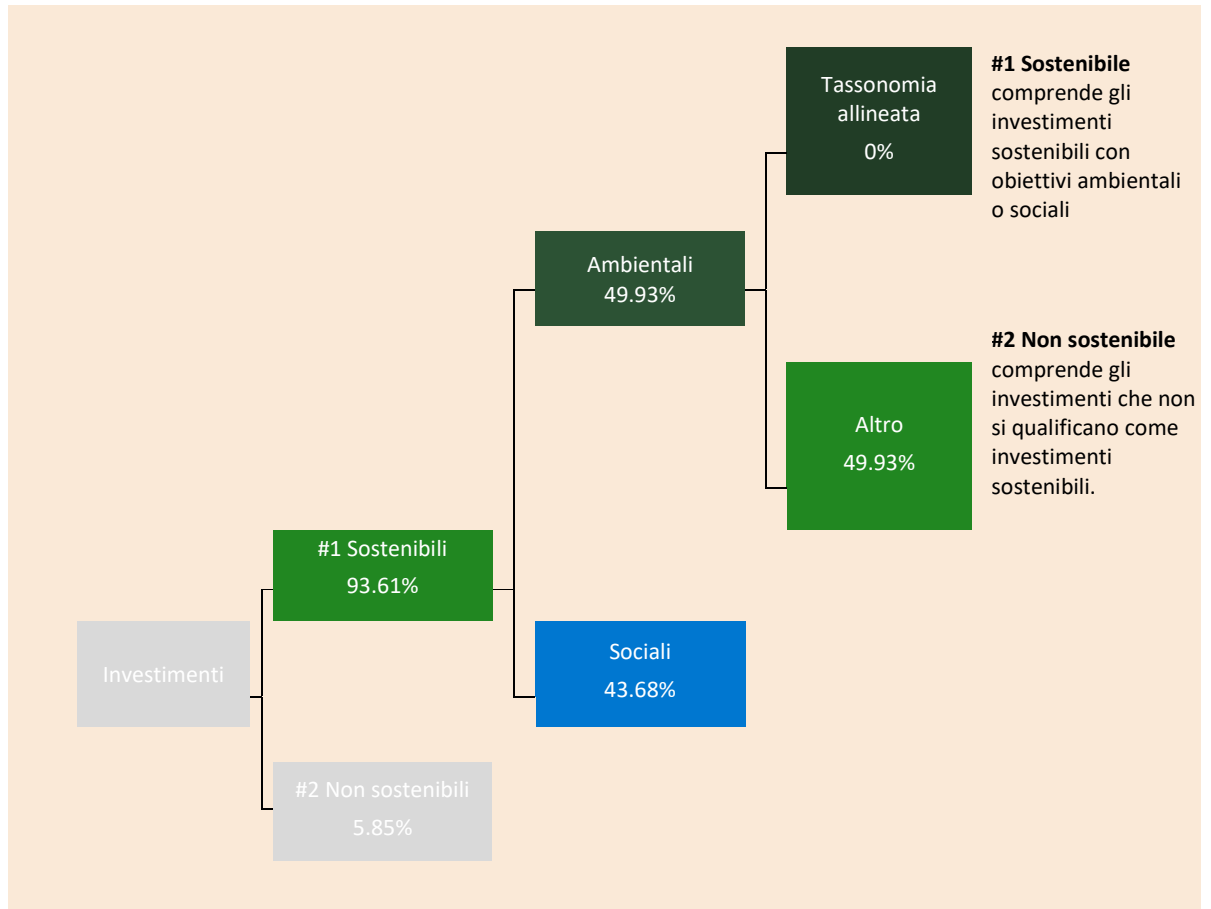 Tassonomia
allineata
0%
#1 Sostenibile
comprende gli
investimenti
sostenibili con
obiettivi ambientali
o sociali
Ambientali
49.93%
#2 Non sostenibile
comprende gli
investimenti che non
si qualificano come
investimenti
sostenibili.
Altro
49.93%
#1 Sostenibili
93.61%
Sociali
43.68%
Investimenti
#2 Non sostenibili
5.85%